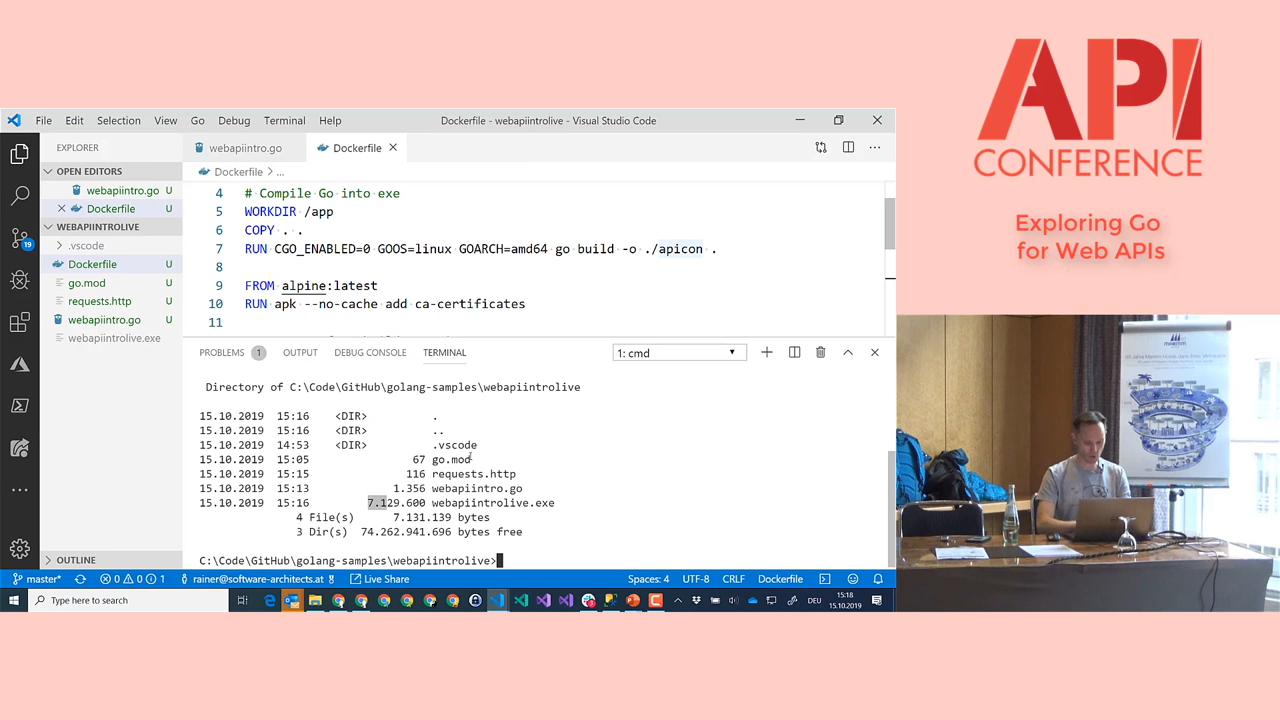 File Edit Selection View Go Debug Terminal Help
Dockerfile - webapiintrolive - Visual Studio Code
EXPLORER
OPEN EDITORS
webapiintro.go U
Dockerfile U
WEBAPIINTROLIVE
.vscode
Dockerfile U
go.mod U
requests.http U
webapiintro.go U
webapiintrolive.exe
OUTLINE
19
webapiintro.go
Dockerfile
Dockerfile > ...
4 # Compile Go into exe
5 WORKDIR /app
6 COPY . .
7 RUN CGO_ENABLED=0 GOOS=linux GOARCH=amd64 go build -o ./apicon .
8
9 FROM alpine:latest
10 RUN apk --no-cache add ca-certificates
11
PROBLEMS 1 OUTPUT DEBUG CONSOLE TERMINAL
1: cmd
Directory of C:\Code\GitHub\golang-samples\webapiintrolive
15.10.2019 15:16 <DIR> .
15.10.2019 15:16 <DIR> ..
15.10.2019 14:53 <DIR> .vscode
15.10.2019 15:05 67 go.mod
15.10.2019 15:15 116 requests.http
15.10.2019 15:13 1.356 webapiintro.go
15.10.2019 15:16 7.129.600 webapiintrolive.exe
4 File(s) 7.131.139 bytes
3 Dir(s) 74.262.941.696 bytes free
C:\Code\GitHub\golang-samples\webapiintrolive>
master* 0 0 1 rainer@software-architects.at Live Share
Spaces: 4 UTF-8 CRLF Dockerfile
Type here to search
DEU
15:18
15.10.2019
API
CONFERENCE
Exploring Go
for Web APIs